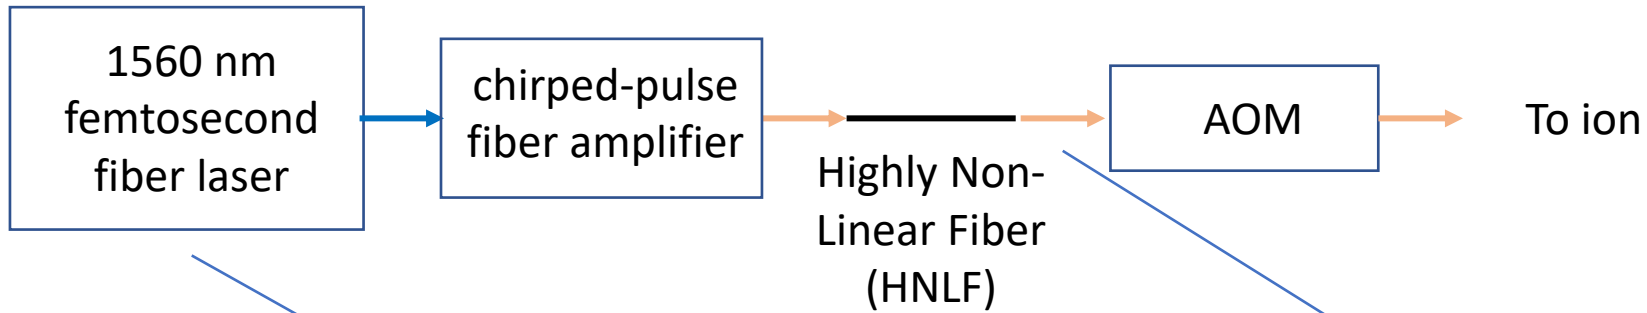 1560 nm
femtosecond
fiber laser
chirped-pulse
fiber amplifier
Highly Non-
Linear Fiber
(HNLF)
AOM
To ion